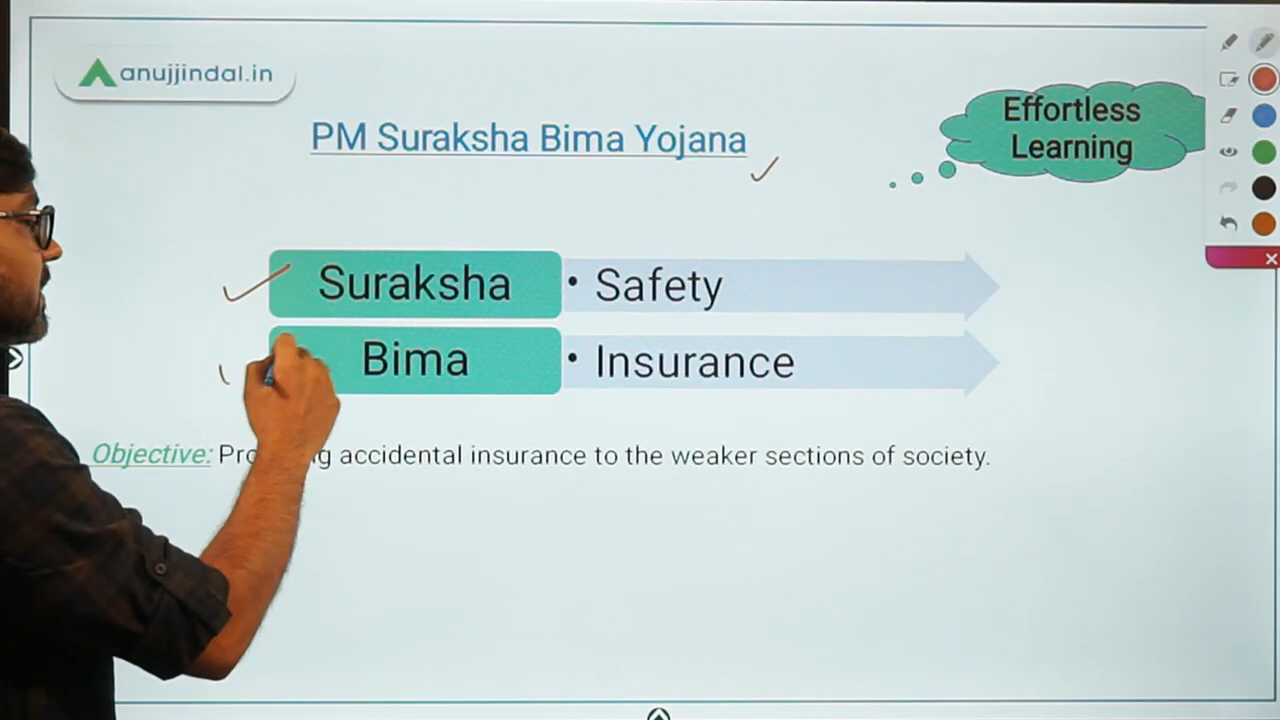 anujjindal.in
Effortless
Learning
PM Suraksha Bima Yojana
Suraksha • Safety
Bima • Insurance
Objective: accidental insurance to the weaker sections of society.